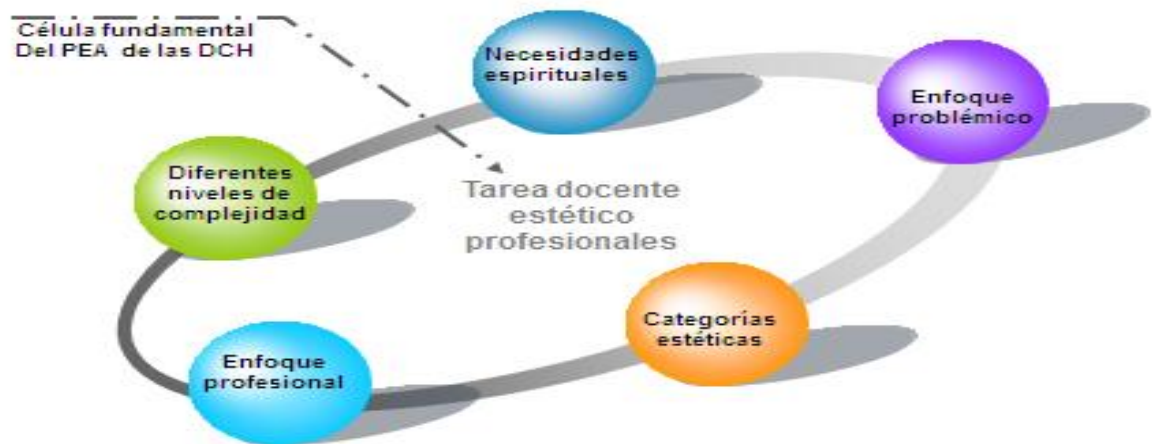 Célula fundamental
Del PEA de las DCH
Necesidades
espirituales
Enfoque
problémico
Diferentes
niveles de
complejidad
Tarea docente
estético
profesionales
Categorías
estéticas
Enfoque
profesional